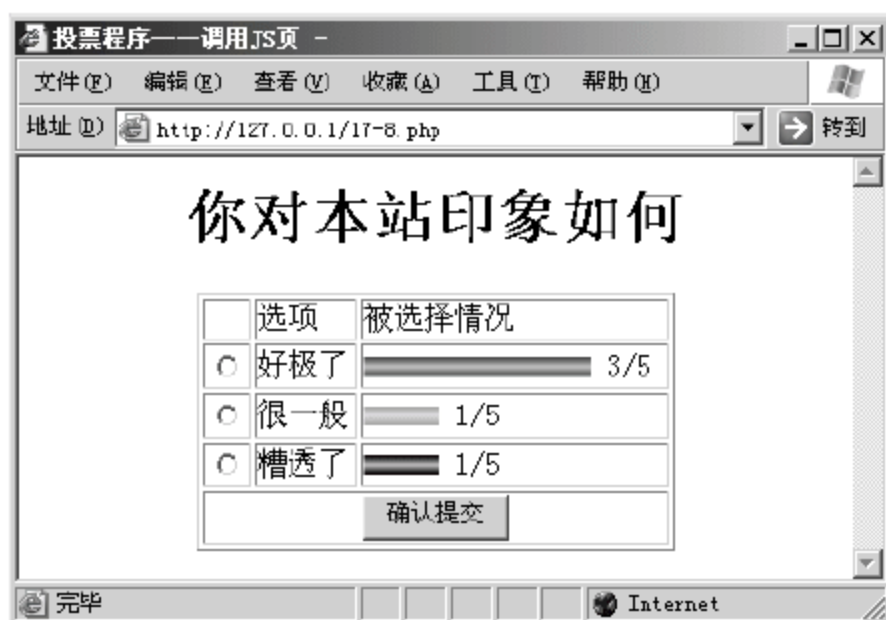 投票程序——调用JS页 -
文件(F) 编辑(E) 查看(V) 收藏(A) 工具(T) 帮助(H)
地址(D) http://127.0.0.1/17-8.php 转到
你对本站印象如何
选项 被选择情况
好极了 3/5
很一般 1/5
糟透了 1/5
确认提交
完毕 Internet